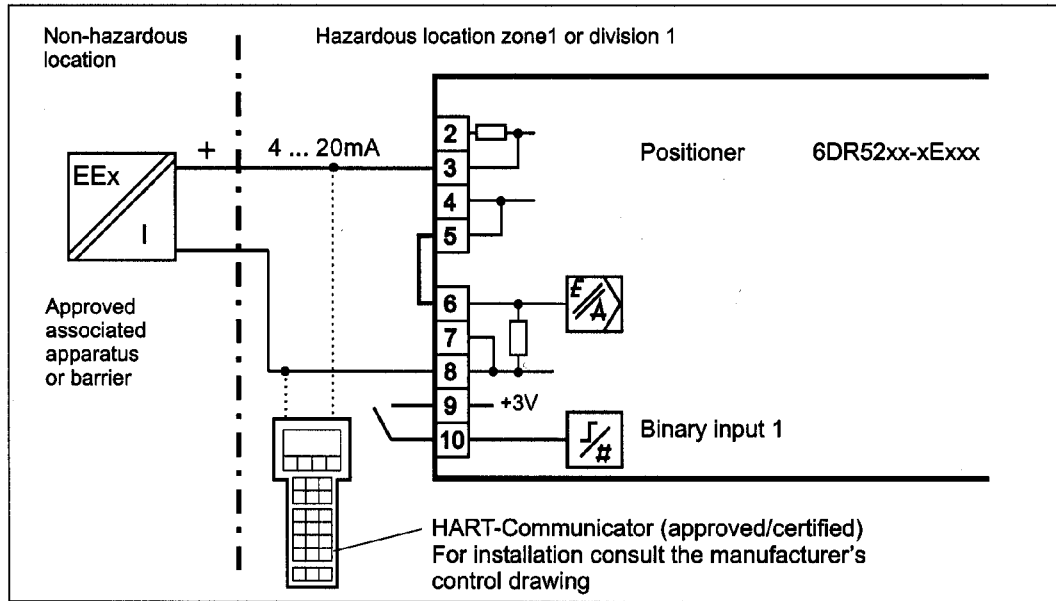 Non-hazardous
location
Hazardous location zone1 or division 1
+
4 ... 20mA
EEx
I
Approved
associated
apparatus
or barrier
2
3
4
5
6
7
8
9
10
Positioner 6DR52xx-xExxx
E
A
+3V
#
Binary input 1
HART-Communicator (approved/certified)
For installation consult the manufacturer's
control drawing